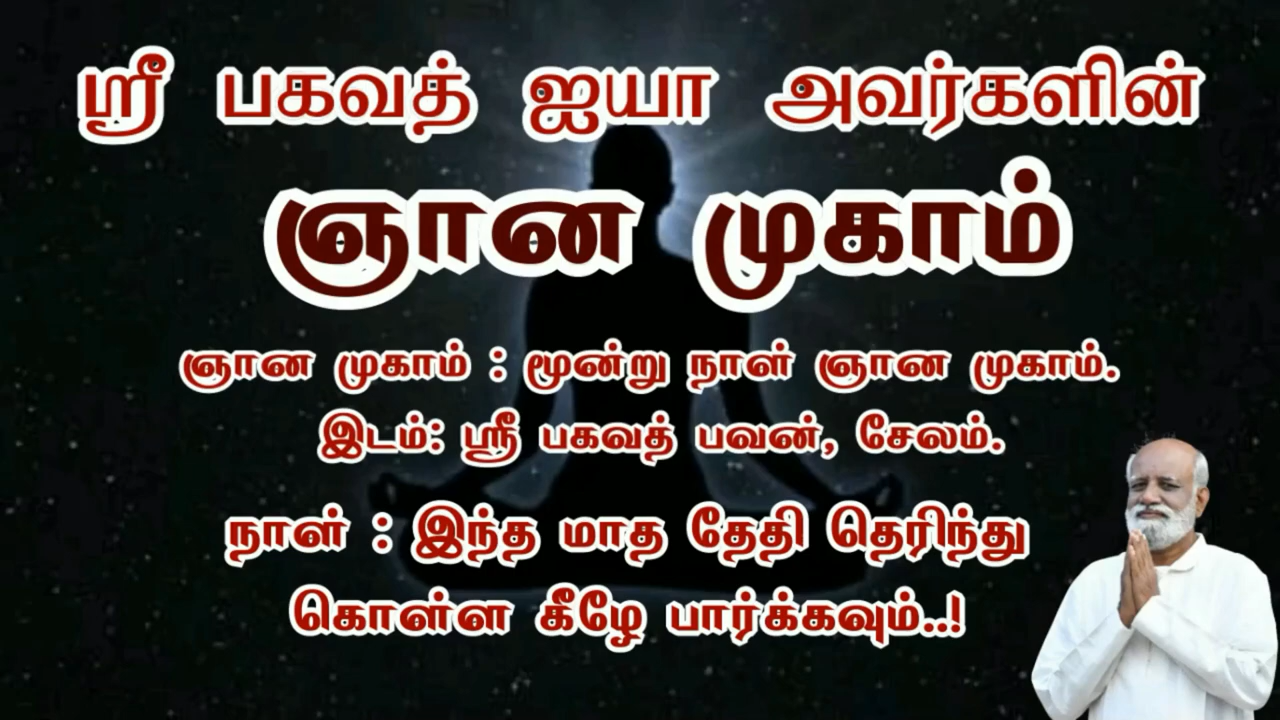 ஸ்ரீ பகவத் ஐயா அவர்களின்
ஞான முகாம்
ஞான முகாம் : மூன்று நாள் ஞான முகாம்.
இடம்: ஸ்ரீ பகவத் பவன், சேலம்.
நாள் : இந்த மாத தேதி தெரிந்து
கொள்ள கீழே பார்க்கவும்..!